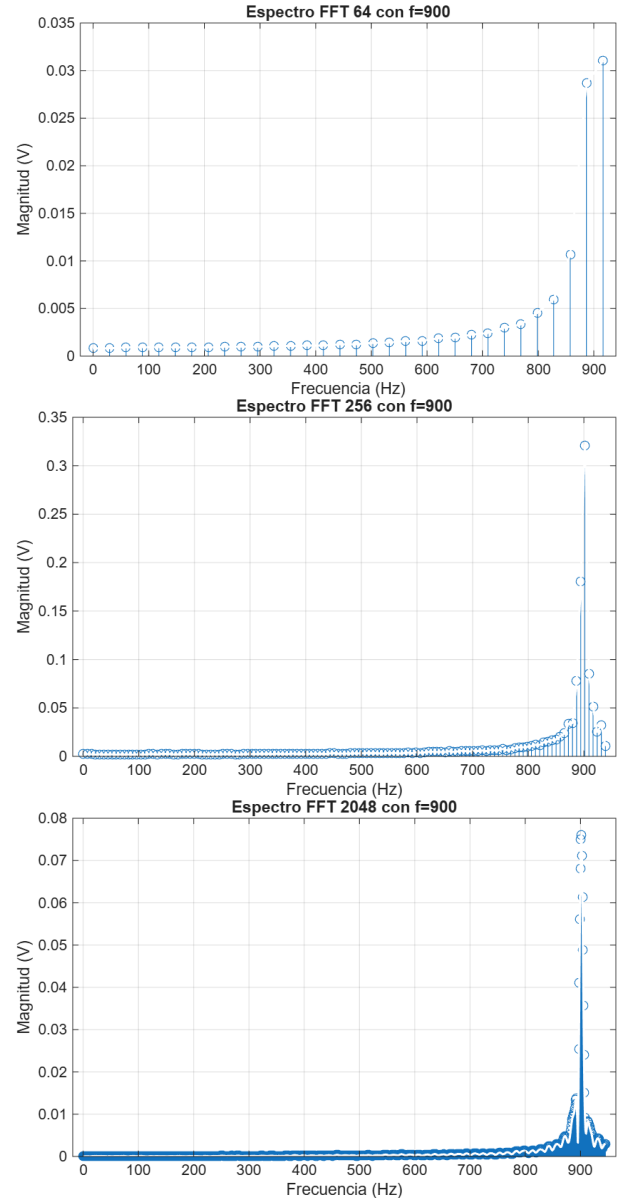 Espectro FFT 64 con f=900
0.035
0.03
0.025
0.02
0.015
0.01
0.005
0
Magnitud (V)
0 100 200 300 400 500 600 700 800 900
Frecuencia (Hz)
Espectro FFT 256 con f=900
0.35
0.3
0.25
0.2
0.15
0.1
0.05
0
Magnitud (V)
0 100 200 300 400 500 600 700 800 900
Frecuencia (Hz)
Espectro FFT 2048 con f=900
0.08
0.07
0.06
0.05
0.04
0.03
0.02
0.01
0
Magnitud (V)
0 100 200 300 400 500 600 700 800 900
Frecuencia (Hz)